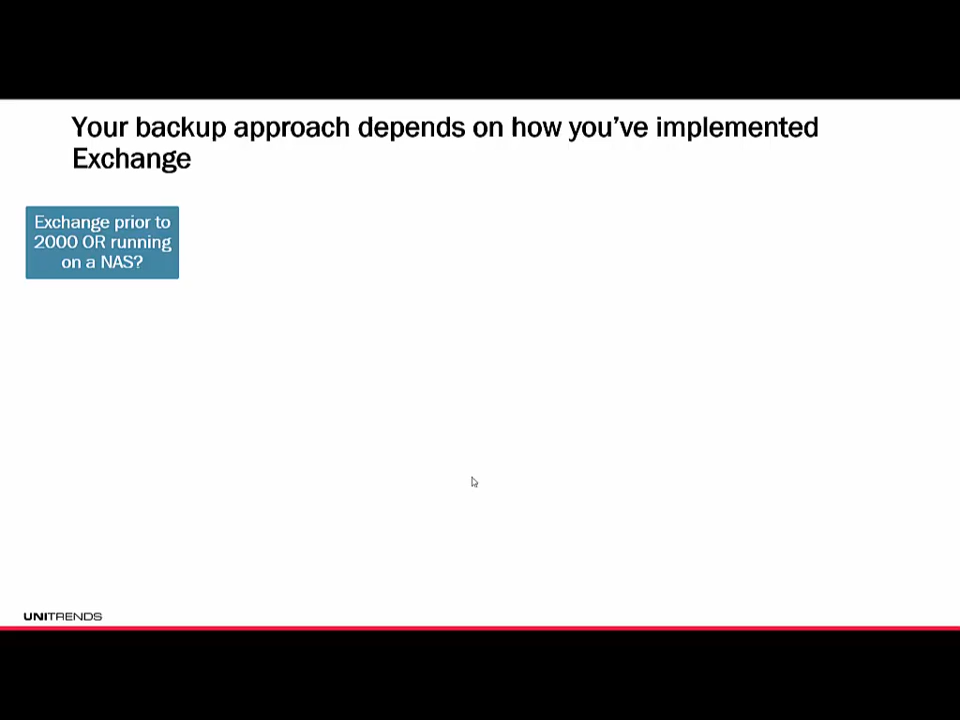 Your backup approach depends on how you’ve implemented
Exchange
Exchange prior to
2000 OR running
on a NAS?
UNITRENDS